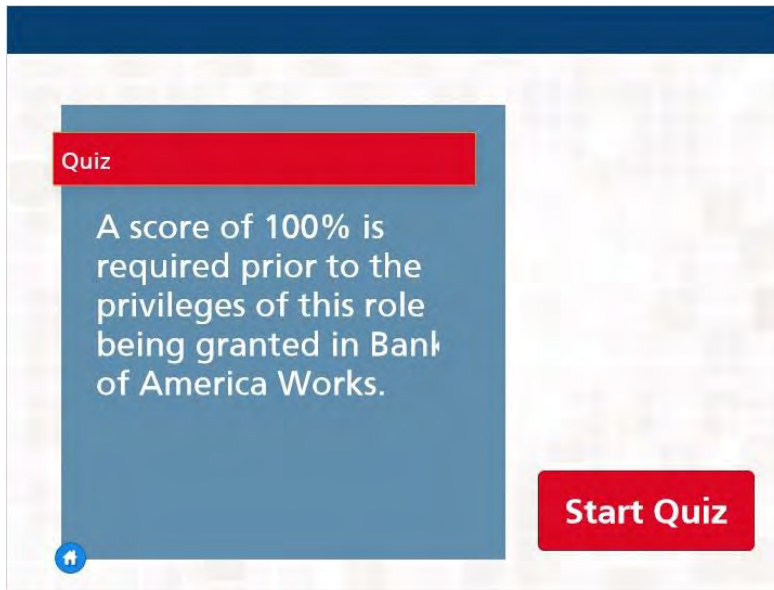 Quiz
A score of 100% is
required prior to the
privileges of this role
being granted in Bank
of America Works.
Start Quiz